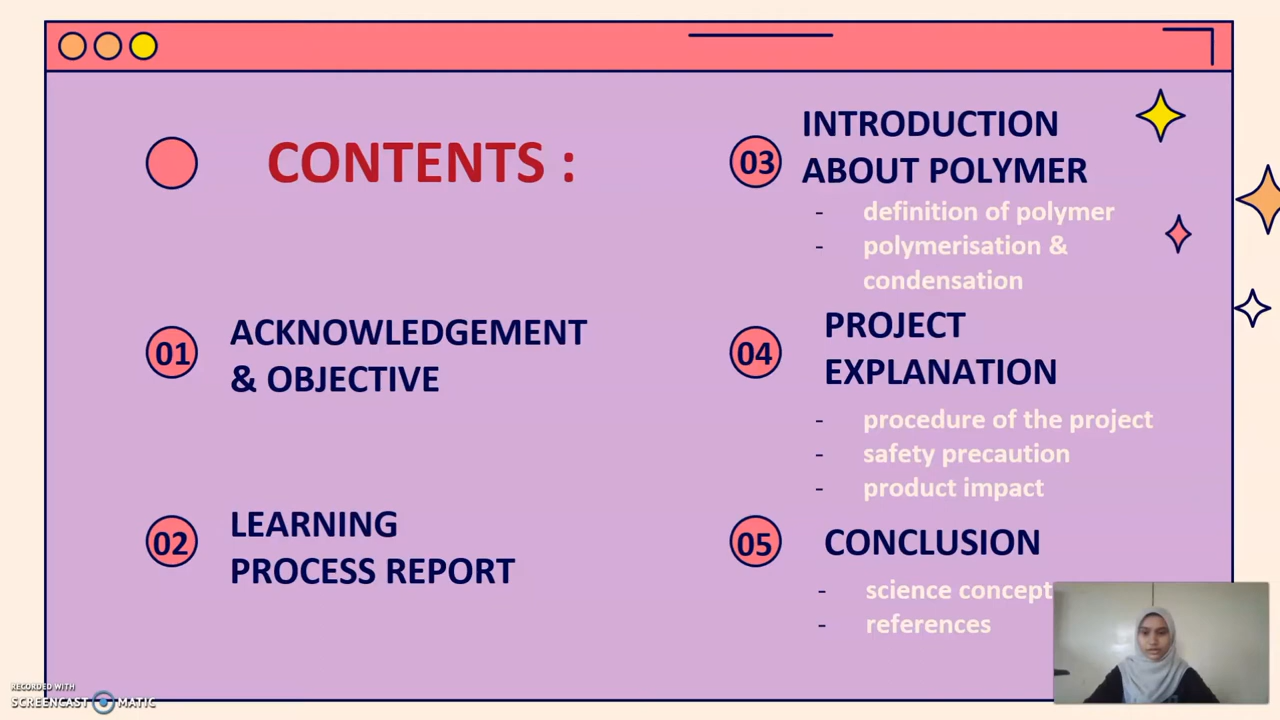 CONTENTS :
01
ACKNOWLEDGEMENT
& OBJECTIVE
02
LEARNING
PROCESS REPORT
03
INTRODUCTION
ABOUT POLYMER
- definition of polymer
- polymerisation &
condensation
04
PROJECT
EXPLANATION
- procedure of the project
- safety precaution
- product impact
05
CONCLUSION
- science concept
- references
RECORDED WITH
SCREENCAST MATIC